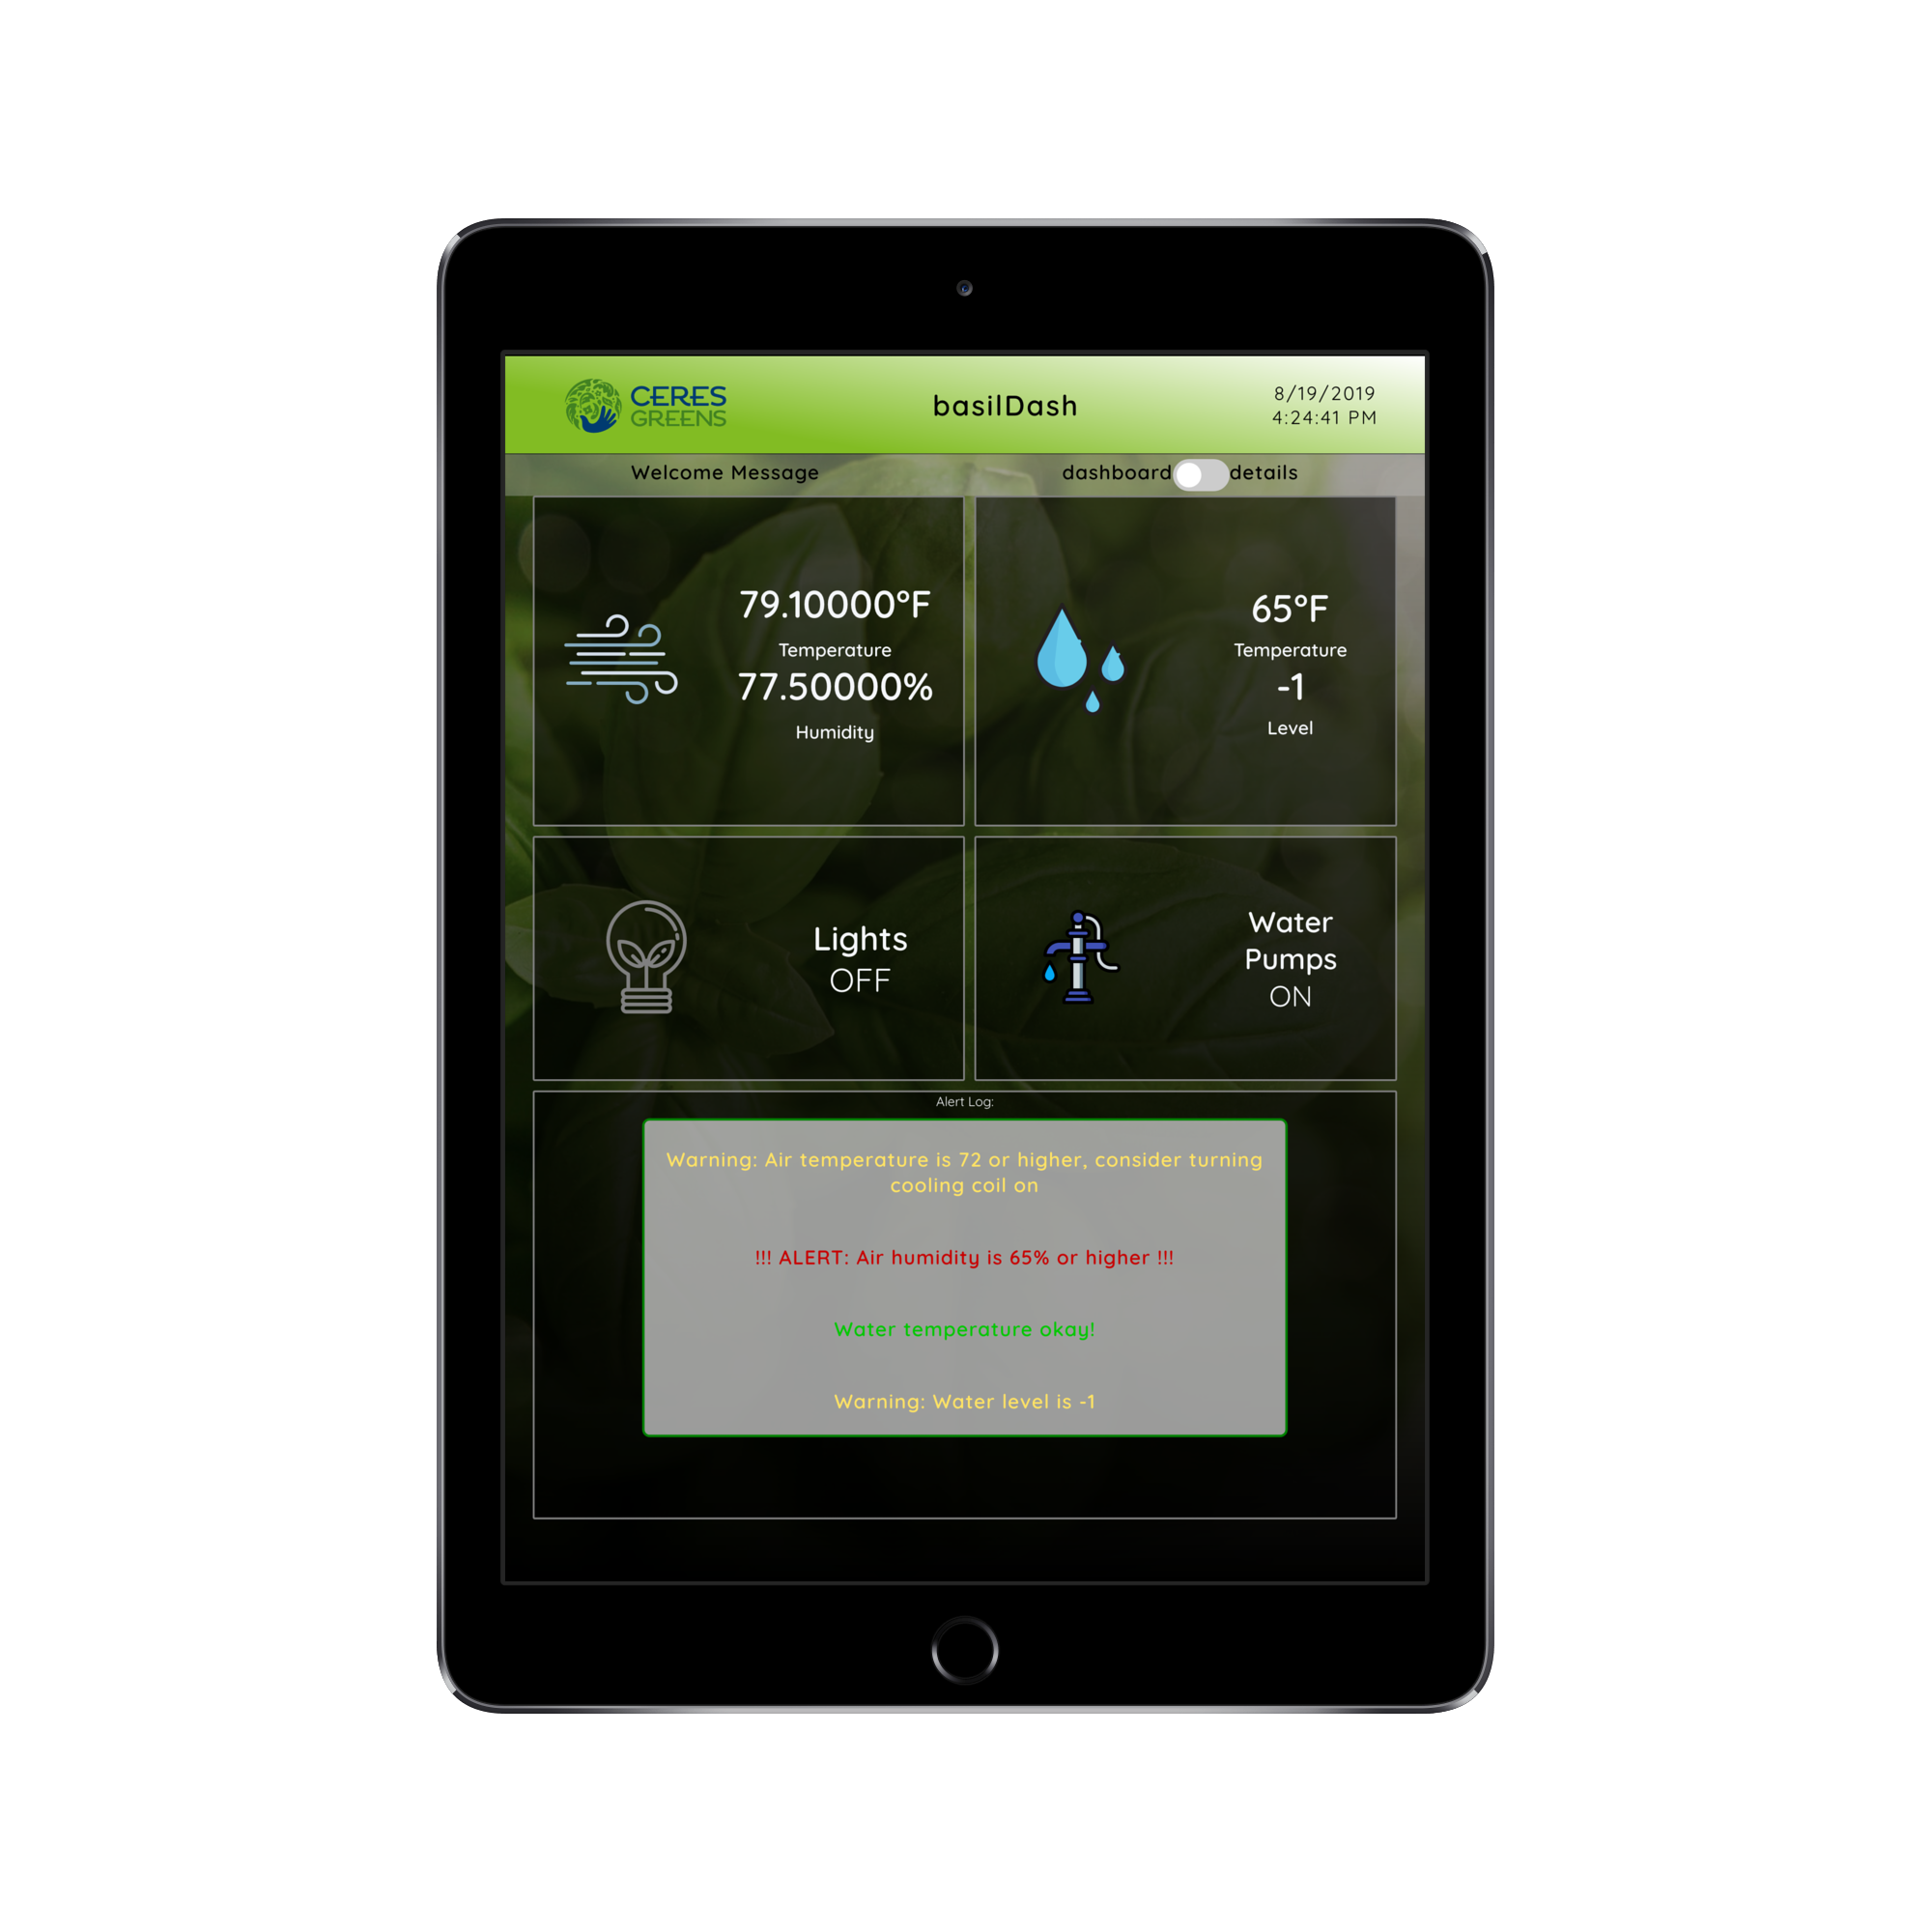 CERES
GREENS
basilDash
8/19/2019
4:24:41 PM
Welcome Message
dashboard details
79.10000°F
Temperature
77.50000%
Humidity
65°F
Temperature
-1
Level
Lights
OFF
Water
Pumps
ON
Alert Log:
Warning: Air temperature is 72 or higher, consider turning
cooling coil on
!!! ALERT: Air humidity is 65% or higher !!!
Water temperature okay!
Warning: Water level is -1